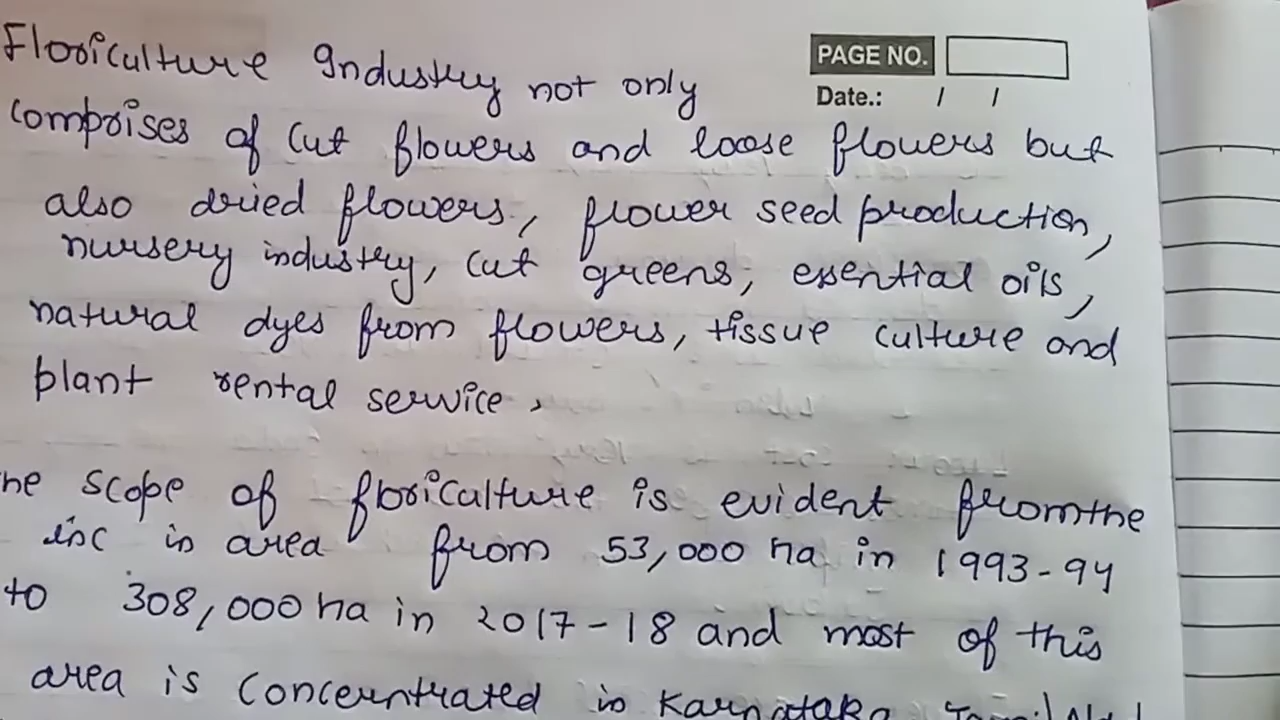 Floriculture Industry not only
PAGE NO.
Date.: / /
comprises of cut flowers and loose flowers but
also dried flowers, flower seed production,
nursery industry, cut greens, essential oils,
natural dyes from flowers, tissue culture and
plant rental service.
he scope of floriculture is evident from the
inc in area from 53,000 ha in 1993-94
to 308,000 ha in 2017-18 and most of this
area is concentrated in Karnataka,